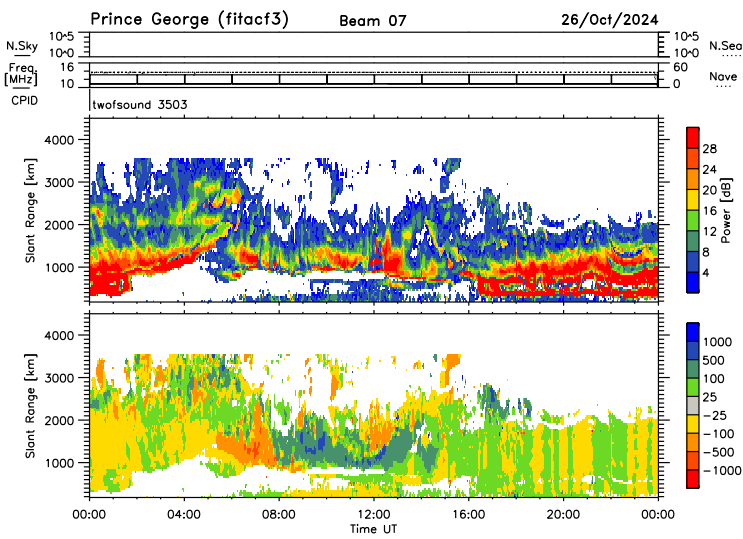 Prince George (fitacf3) Beam 07 26/Oct/2024
N.Sky 10^5 10^0 10^5 10^0 N.Sea
Freq [MHz] 16 10 60 0 Nave
CPID twofsound 3503
Slant Range [km] 4000 3000 2000 1000
28 24 20 16 12 8 4 Power [dB]
Slant Range [km] 4000 3000 2000 1000
1000 500 100 25 -25 -100 -500 -1000
00:00 04:00 08:00 12:00 16:00 20:00 00:00
Time UT